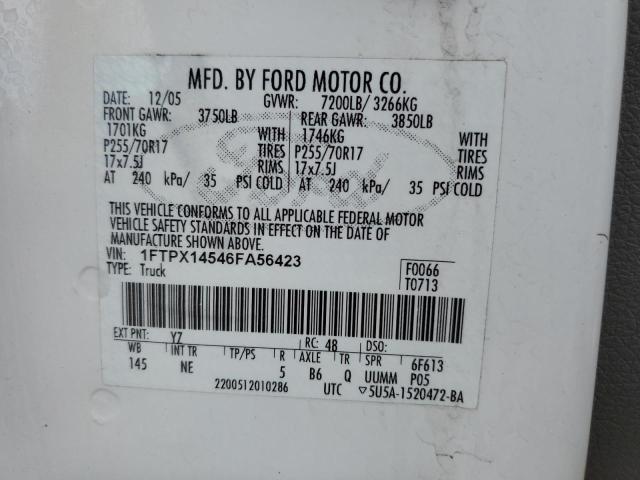 MFD. BY FORD MOTOR CO.
DATE: 12/05 GVWR: 7200LB/ 3266KG
FRONT GAWR: 3750LB REAR GAWR: 3850LB
1701KG WITH 1746KG WITH
P255/70R17 TIRES P255/70R17 TIRES
17x7.5J RIMS 17x7.5J RIMS
AT 240 kPa/ 35 PSI COLD AT 240 kPa/ 35 PSI COLD
Ford
THIS VEHICLE CONFORMS TO ALL APPLICABLE FEDERAL MOTOR
VEHICLE SAFETY STANDARDS IN EFFECT ON THE DATE OF
MANUFACTURE SHOWN ABOVE.
VIN: 1FTPX14546FA56423 F0066
TYPE: Truck T0713
EXT PNT: Y7 RC: 48 DSO:
WB INT TR TP/PS R AXLE TR SPR 6F613
145 NE 5 B6 Q UUMM P05
2200512010286 UTC ▽5U5A-1520472-BA